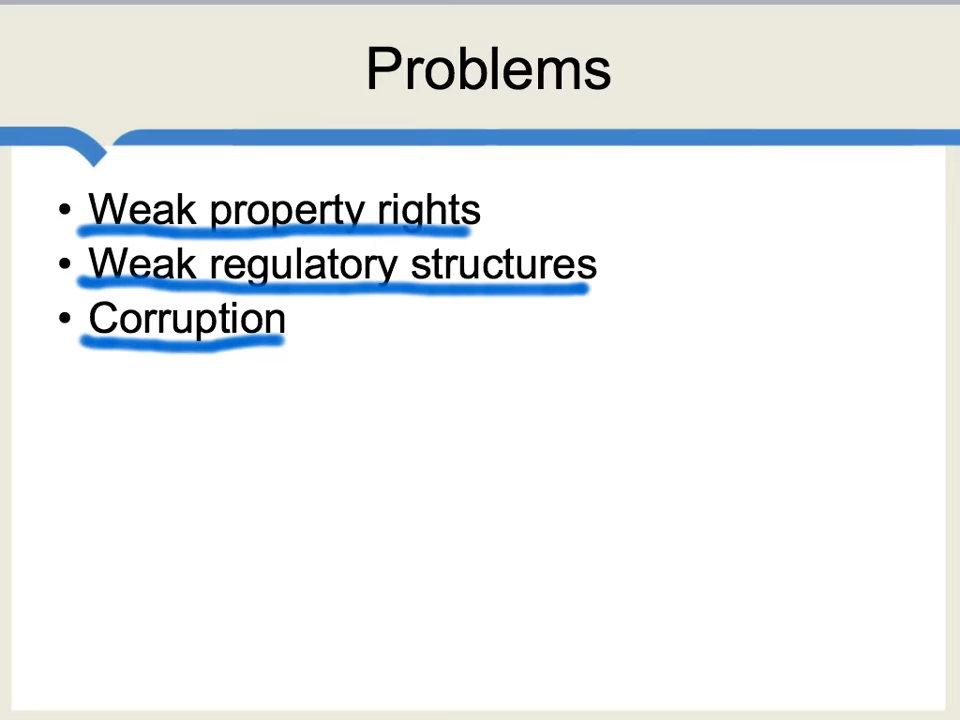 Problems
• Weak property rights
• Weak regulatory structures
• Corruption